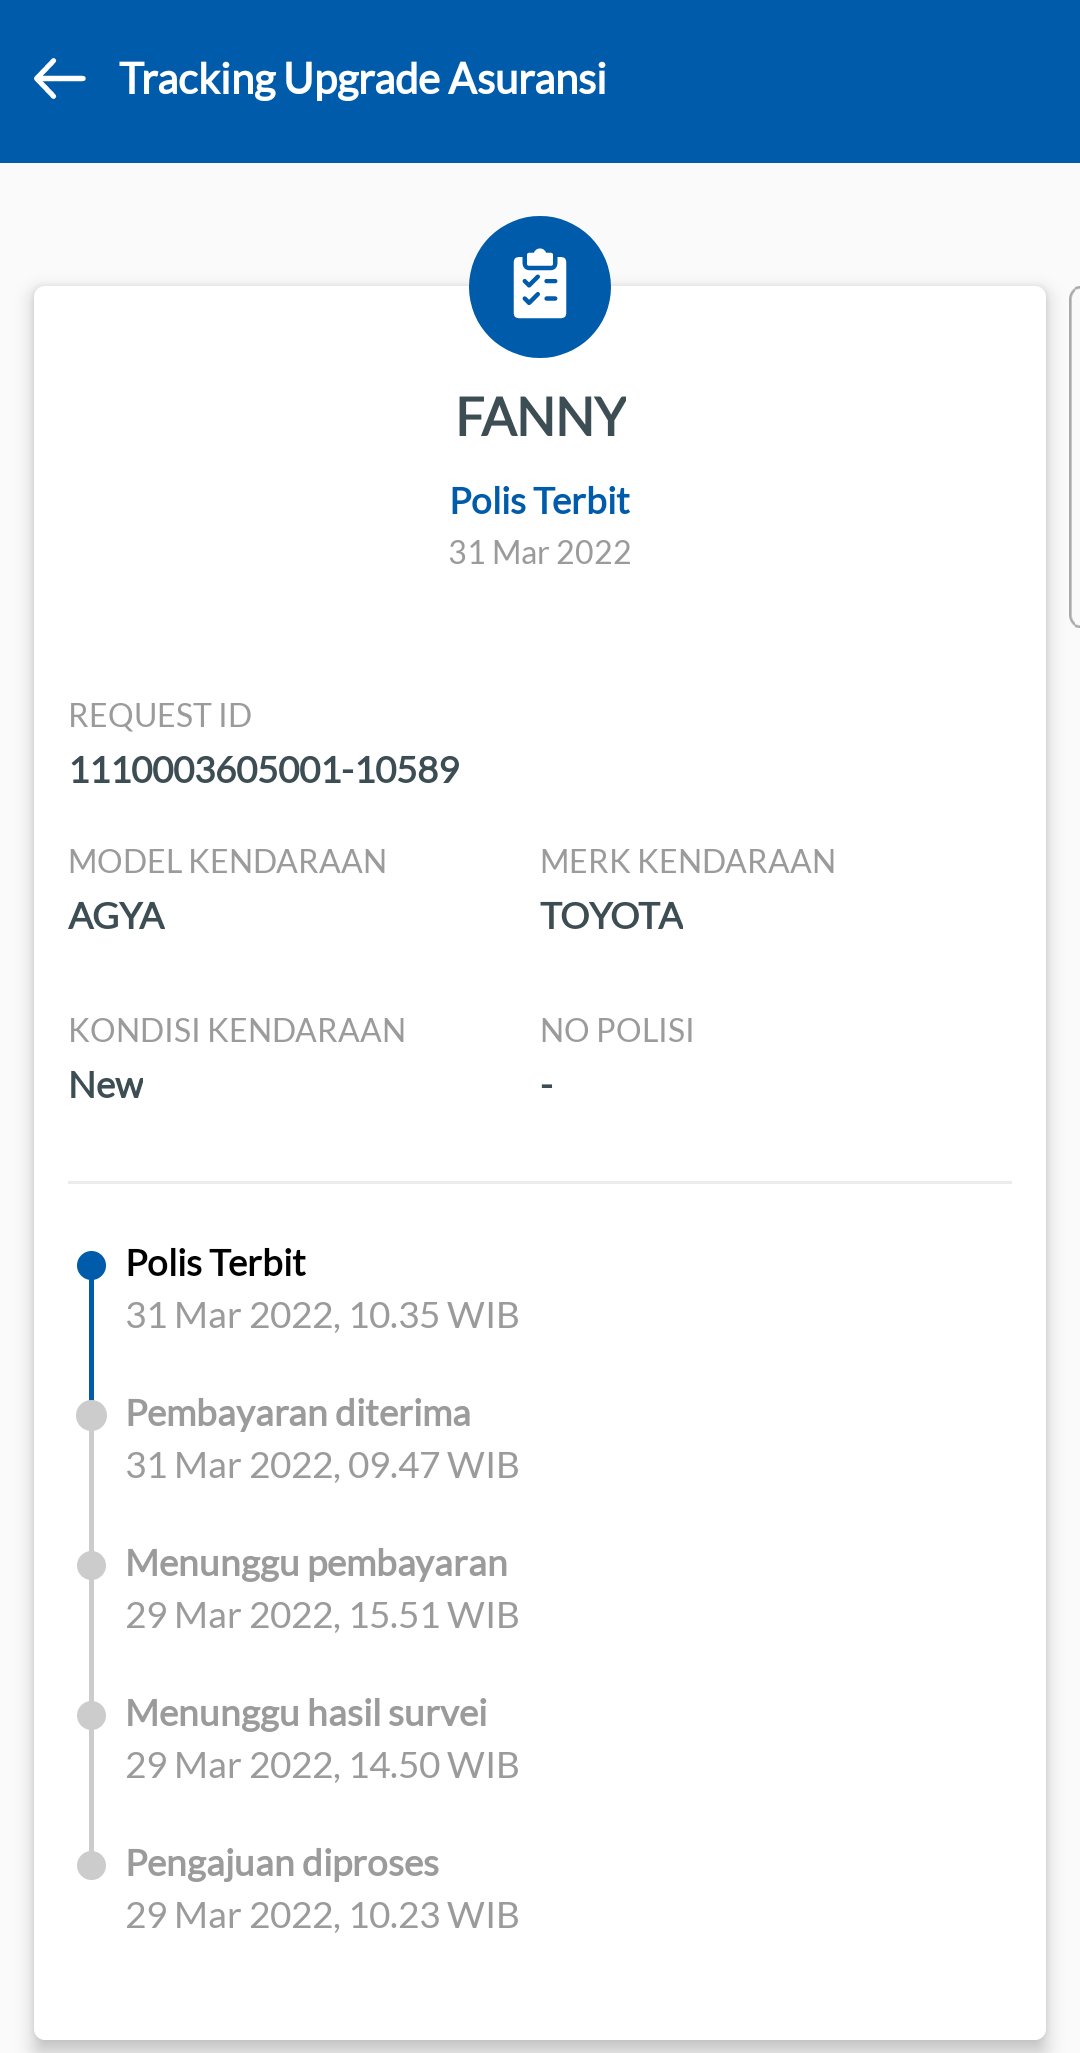 Tracking Upgrade Asuransi
FANNY
Polis Terbit
31 Mar 2022
REQUEST ID
1110003605001-10589
MODEL KENDARAAN
AGYA
MERK KENDARAAN
TOYOTA
KONDISI KENDARAAN
New
NO POLISI
-
Polis Terbit
31 Mar 2022, 10.35 WIB
Pembayaran diterima
31 Mar 2022, 09.47 WIB
Menunggu pembayaran
29 Mar 2022, 15.51 WIB
Menunggu hasil survei
29 Mar 2022, 14.50 WIB
Pengajuan diproses
29 Mar 2022, 10.23 WIB